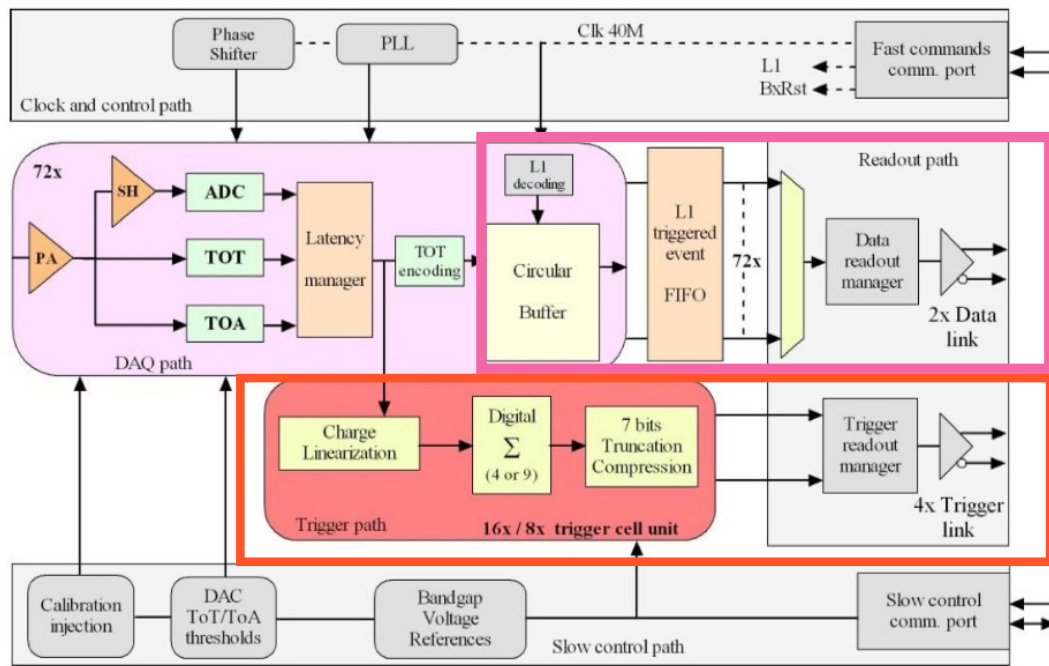 Phase
Shifter
PLL
Clk 40M
Fast commands
comm. port
L1
BxRst
Clock and control path
72x
SH
ADC
PA
TOT
TOA
Latency
manager
TOT
encoding
DAQ path
L1
decoding
Circular
Buffer
L1
triggered
event
FIFO
72x
Readout path
Data
readout
manager
2x Data
link
Charge
Linearization
Digital
Σ
(4 or 9)
7 bits
Truncation
Compression
Trigger path
16x / 8x trigger cell unit
Trigger
readout
manager
4x Trigger
link
Calibration
injection
DAC
ToT/ToA
thresholds
Bandgap
Voltage
References
Slow control path
Slow control
comm. port